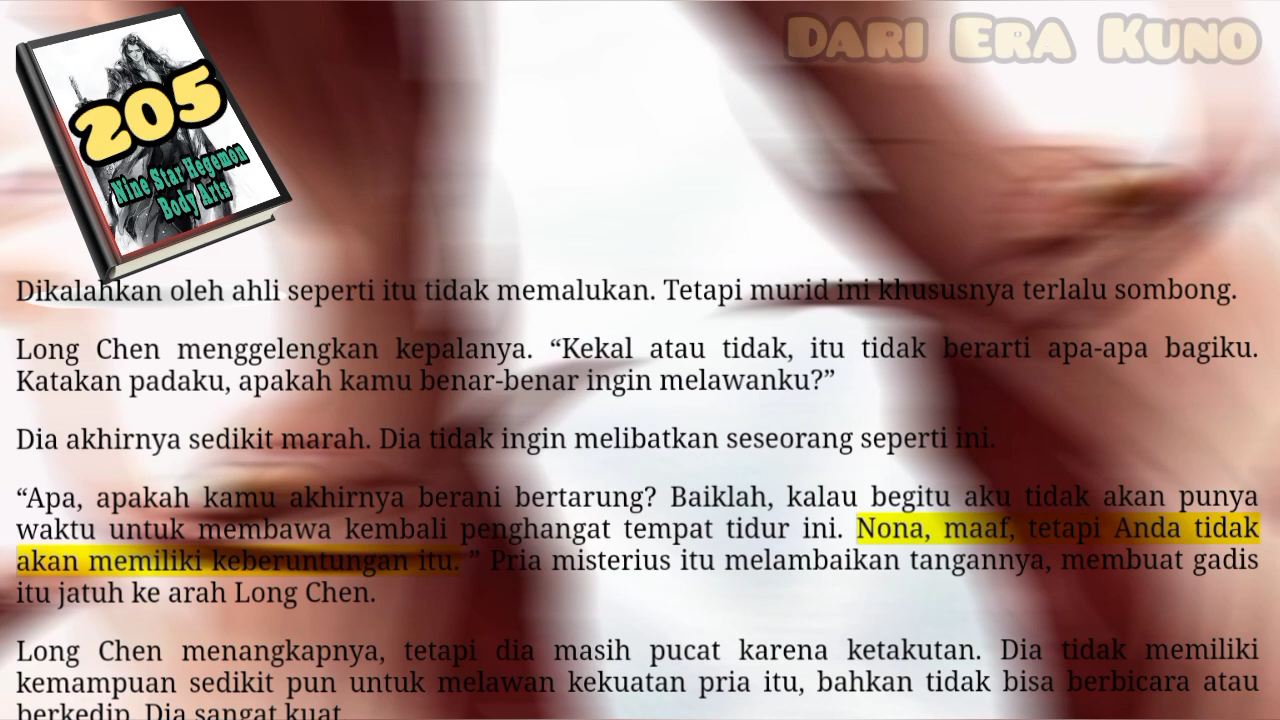 Dari Era Kuno
205
Nine Star Hegemon
Body Arts
Dikalahkan oleh ahli seperti itu tidak memalukan. Tetapi murid ini khususnya terlalu sombong.
Long Chen menggelengkan kepalanya. “Kekal atau tidak, itu tidak berarti apa-apa bagiku.
Katakan padaku, apakah kamu benar-benar ingin melawanku?”
Dia akhirnya sedikit marah. Dia tidak ingin melibatkan seseorang seperti ini.
“Apa, apakah kamu akhirnya berani bertarung? Baiklah, kalau begitu aku tidak akan punya
waktu untuk membawa kembali penghangat tempat tidur ini. Nona, maaf, tetapi Anda tidak
akan memiliki keberuntungan itu.” Pria misterius itu melambaikan tangannya, membuat gadis
itu jatuh ke arah Long Chen.
Long Chen menangkapnya, tetapi dia masih pucat karena ketakutan. Dia tidak memiliki
kemampuan sedikit pun untuk melawan kekuatan pria itu, bahkan tidak bisa berbicara atau
berkedip. Dia sangat kuat.